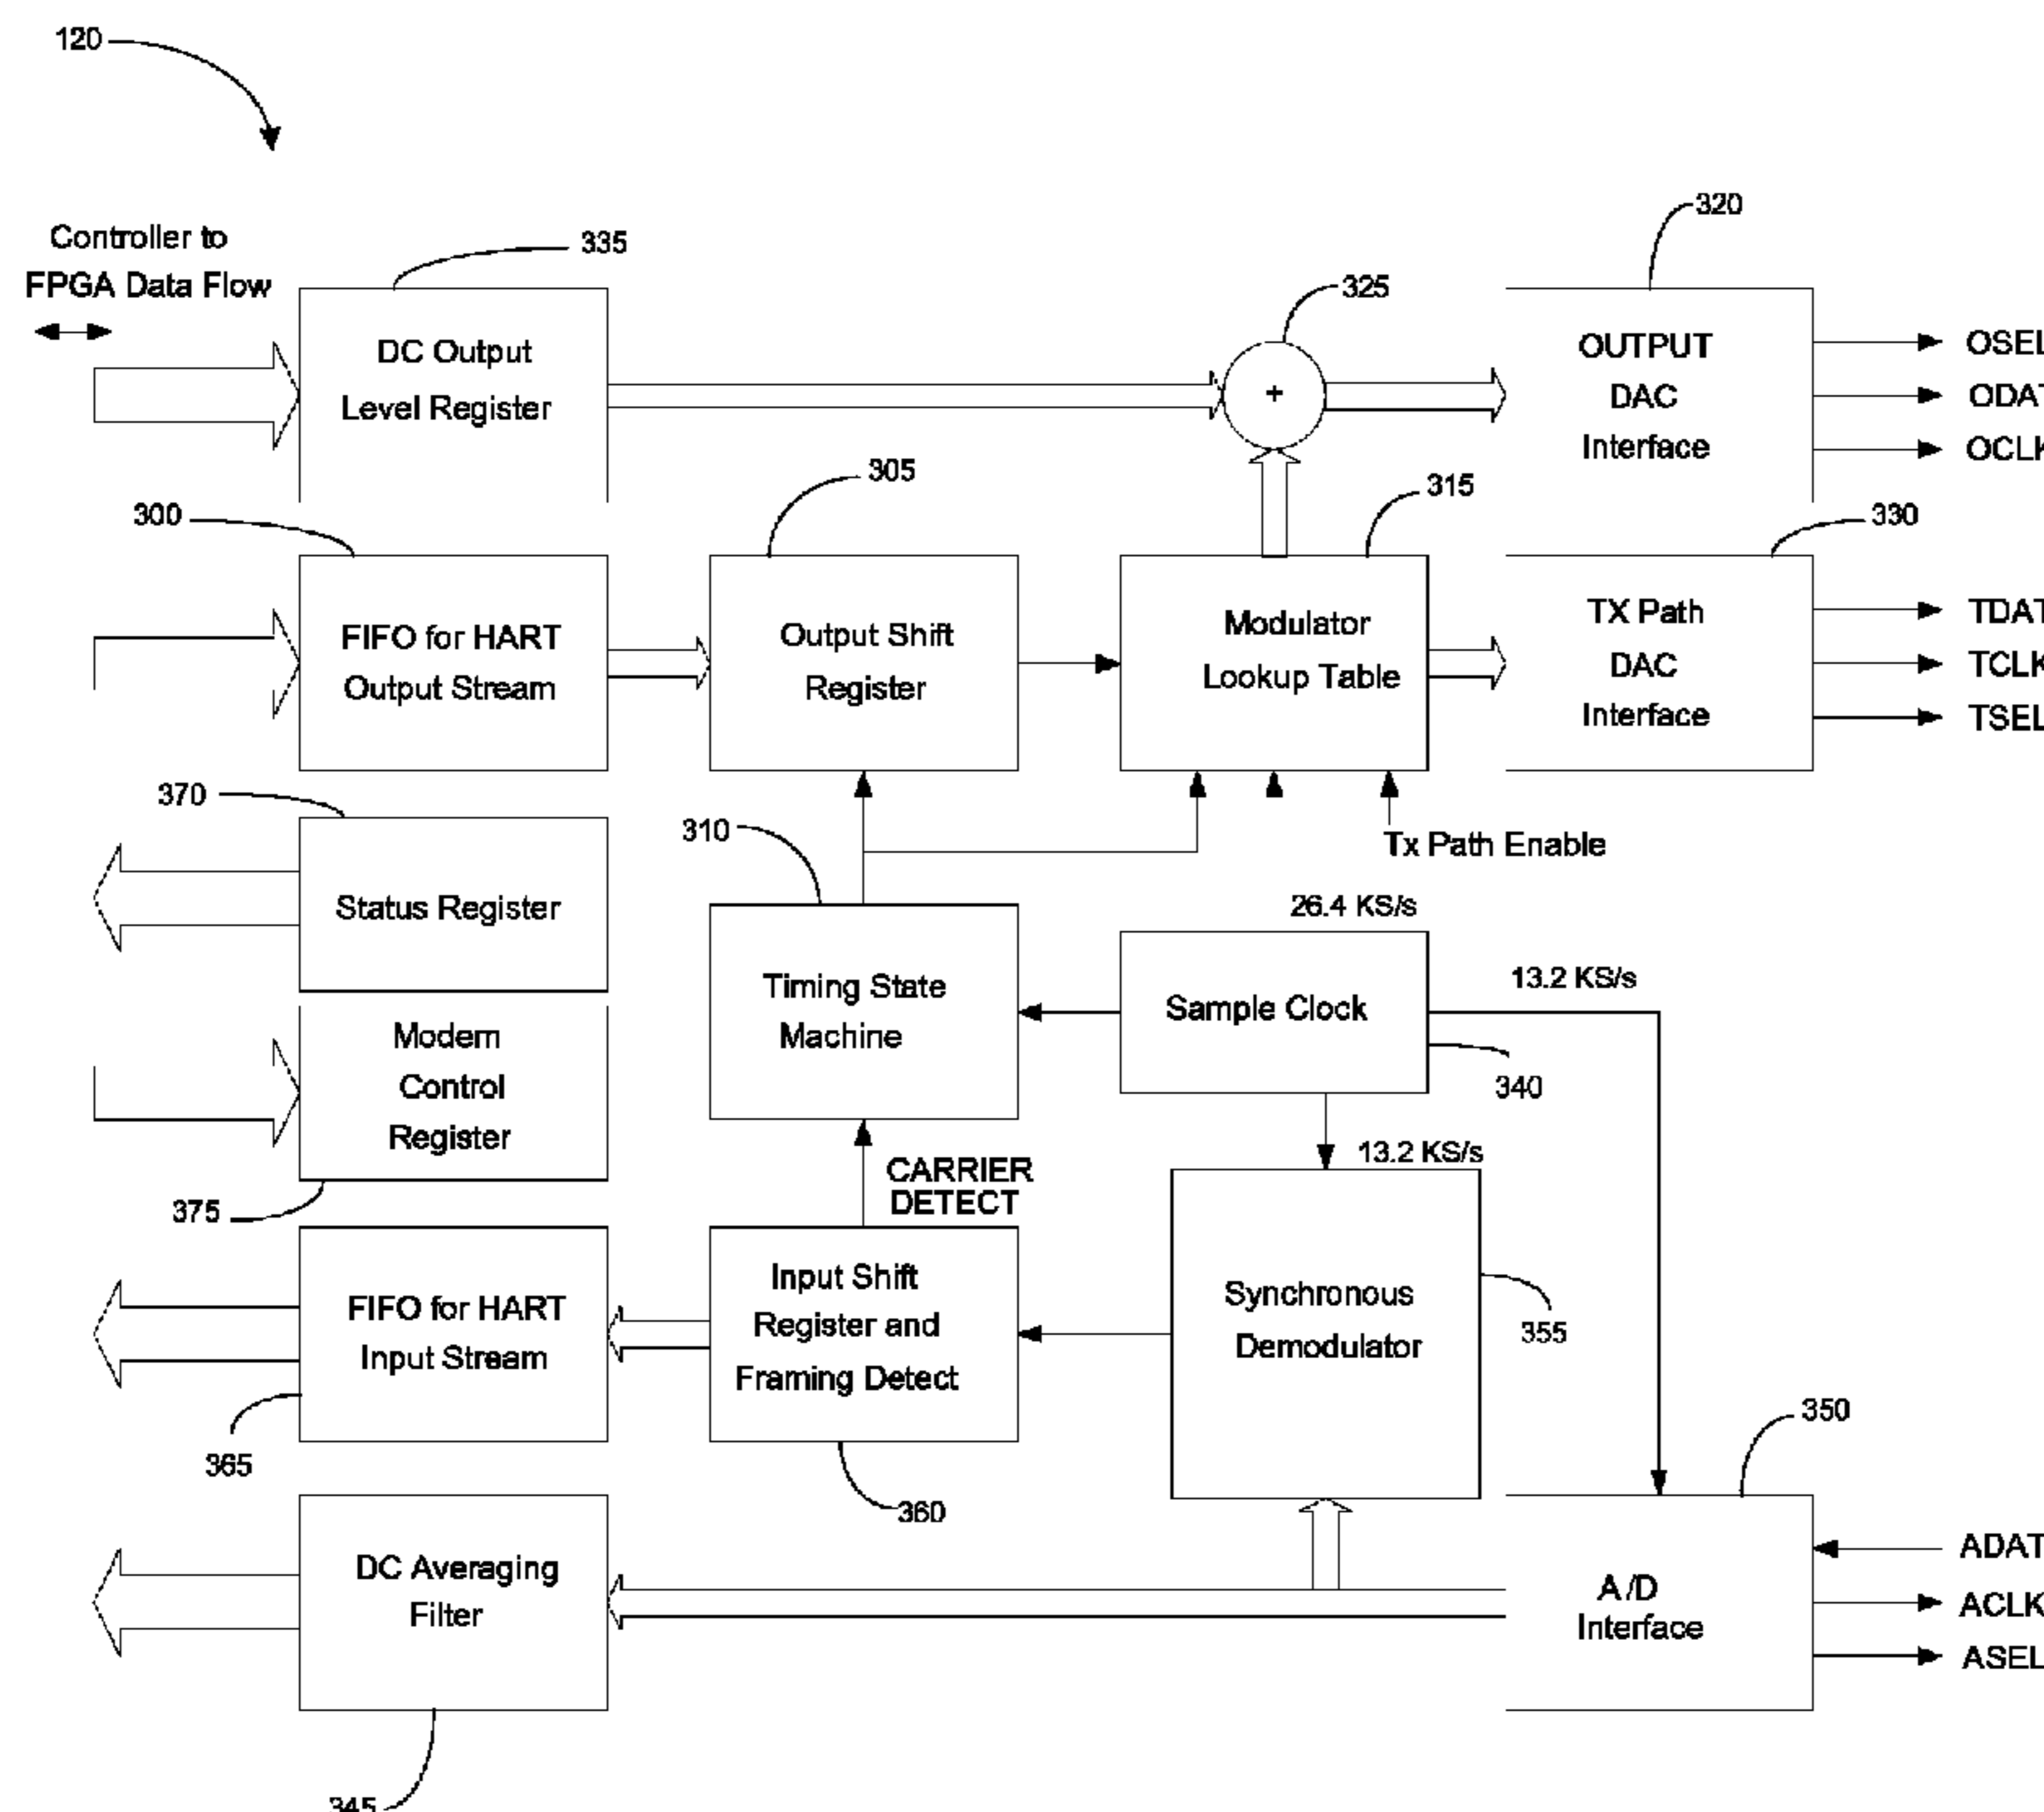 120
Controller to
FPGA Data Flow
335
DC Output
Level Register
325
+
320
OUTPUT
DAC
Interface
OSEL
ODAT
OCLK
300
FIFO for HART
Output Stream
305
Output Shift
Register
315
Modulator
Lookup Table
330
TX Path
DAC
Interface
TDAT
TCLK
TSEL
370
Status Register
310
Timing State
Machine
Tx Path Enable
26.4 KS/s
Sample Clock
13.2 KS/s
340
Modem
Control
Register
375
CARRIER
DETECT
13.2 KS/s
Synchronous
Demodulator
355
FIFO for HART
Input Stream
365
Input Shift
Register and
Framing Detect
360
350
DC Averaging
Filter
345
A/D
Interface
ADAT
ACLK
ASEL